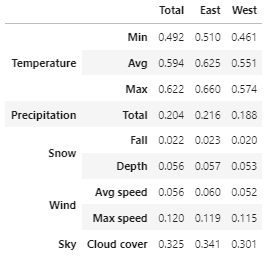 Total East West
Min 0.492 0.510 0.461
Temperature Avg 0.594 0.625 0.551
Max 0.622 0.660 0.574
Precipitation Total 0.204 0.216 0.188
Fall 0.022 0.023 0.020
Snow
Depth 0.056 0.057 0.053
Avg speed 0.056 0.060 0.052
Wind
Max speed 0.120 0.119 0.115
Sky Cloud cover 0.325 0.341 0.301